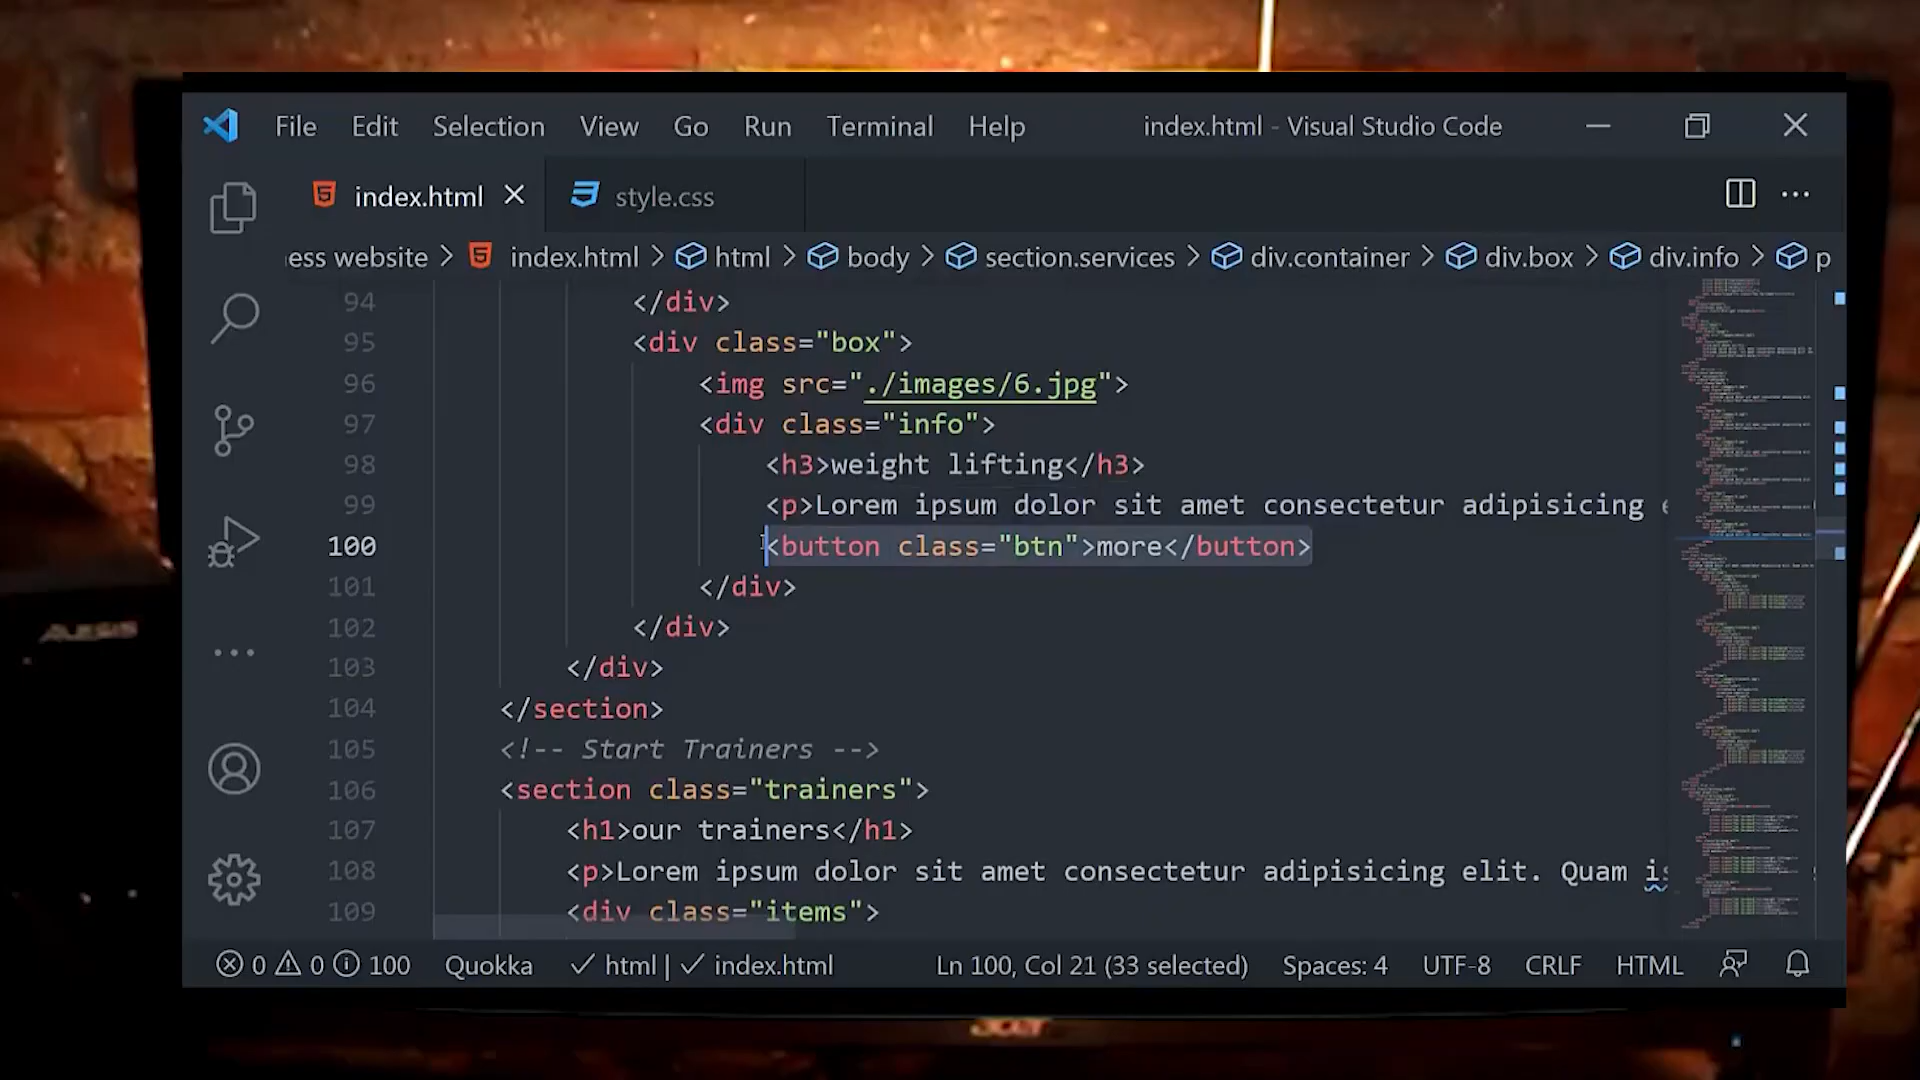 File Edit Selection View Go Run Terminal Help index.html - Visual Studio Code
index.html style.css
ess website > index.html > html > body > section.services > div.container > div.box > div.info > p
94 </div>
95 <div class="box">
96 <img src="./images/6.jpg">
97 <div class="info">
98 <h3>weight lifting</h3>
99 <p>Lorem ipsum dolor sit amet consectetur adipisicing
100 <button class="btn">more</button>
101 </div>
102 </div>
103 </div>
104 </section>
105 <!-- Start Trainers -->
106 <section class="trainers">
107 <h1>our trainers</h1>
108 <p>Lorem ipsum dolor sit amet consectetur adipisicing elit. Quam is
109 <div class="items">
0 0 100 Quokka ✓ html | ✓ index.html Ln 100, Col 21 (33 selected) Spaces: 4 UTF-8 CRLF HTML
ALESIS
acer